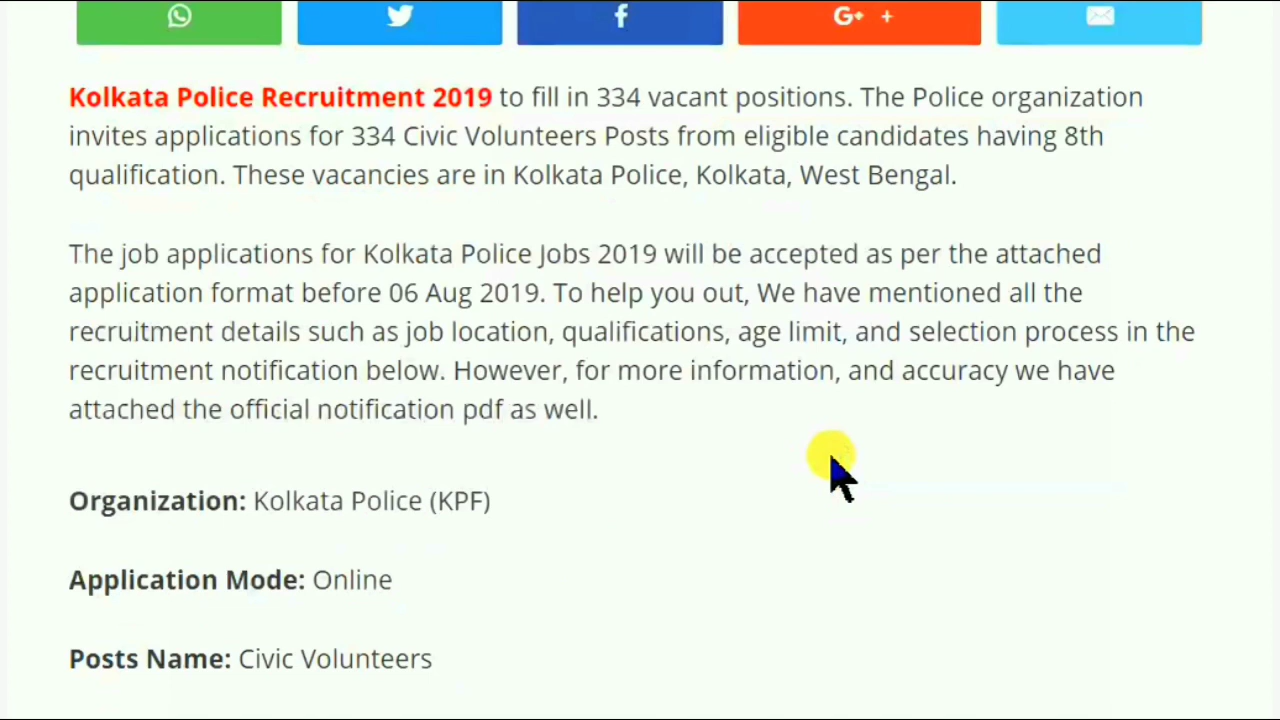 G+ +
Kolkata Police Recruitment 2019 to fill in 334 vacant positions. The Police organization
invites applications for 334 Civic Volunteers Posts from eligible candidates having 8th
qualification. These vacancies are in Kolkata Police, Kolkata, West Bengal.
The job applications for Kolkata Police Jobs 2019 will be accepted as per the attached
application format before 06 Aug 2019. To help you out, We have mentioned all the
recruitment details such as job location, qualifications, age limit, and selection process in the
recruitment notification below. However, for more information, and accuracy we have
attached the official notification pdf as well.
Organization: Kolkata Police (KPF)
Application Mode: Online
Posts Name: Civic Volunteers